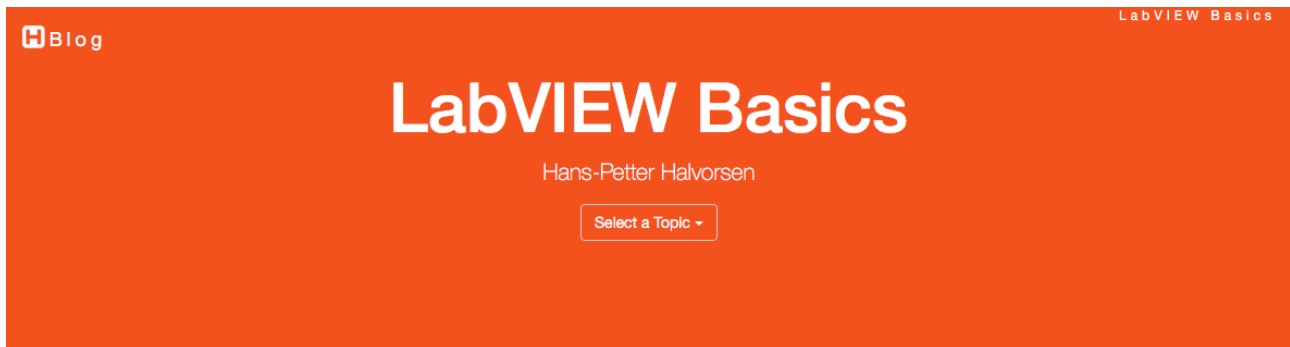 LabVIEW Basics
H Blog
LabVIEW Basics
Hans-Petter Halvorsen
Select a Topic